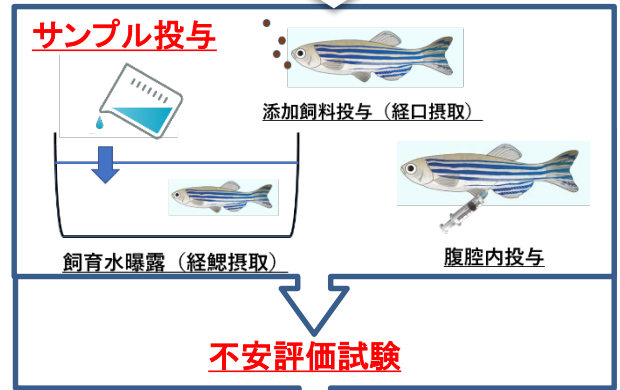 サンプル投与
添加飼料投与（経口摂取）
飼育水曝露（経鰓摂取）
腹腔内投与
不安評価試験